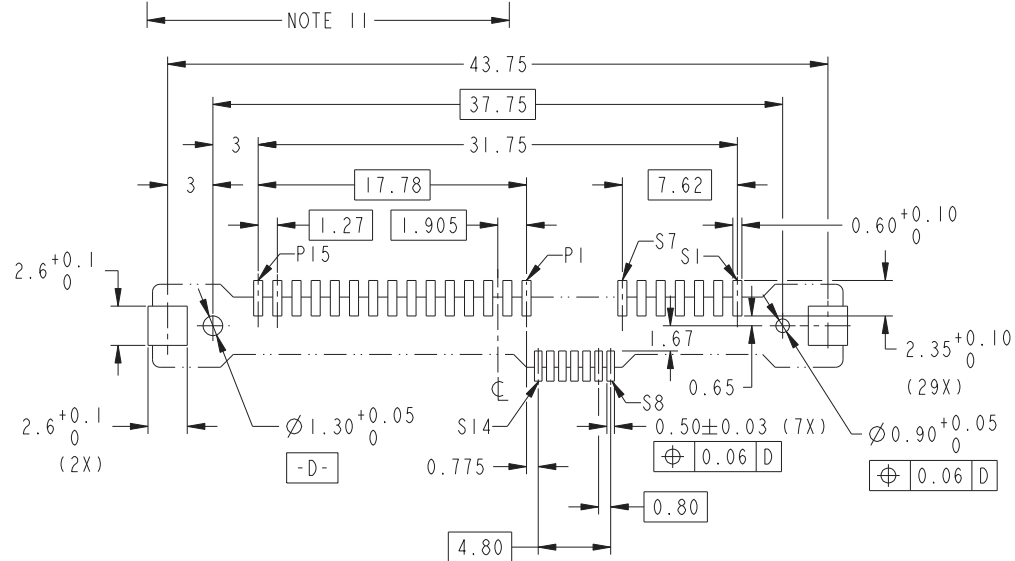 NOTE 11
43.75
37.75
3
31.75
3
17.78
7.62
1.27
1.905
0.60 +0.10 0
P15
P1
S7
S1
2.6 +0.1 0
1.67
2.35 +0.10 0
(29X)
0.65
℄
S8
2.6 +0.1 0
(2X)
Ø1.30 +0.05 0
S14
0.50±0.03 (7X)
Ø0.90 +0.05 0
-D-
0.775
⌖ 0.06 D
⌖ 0.06 D
0.80
4.80